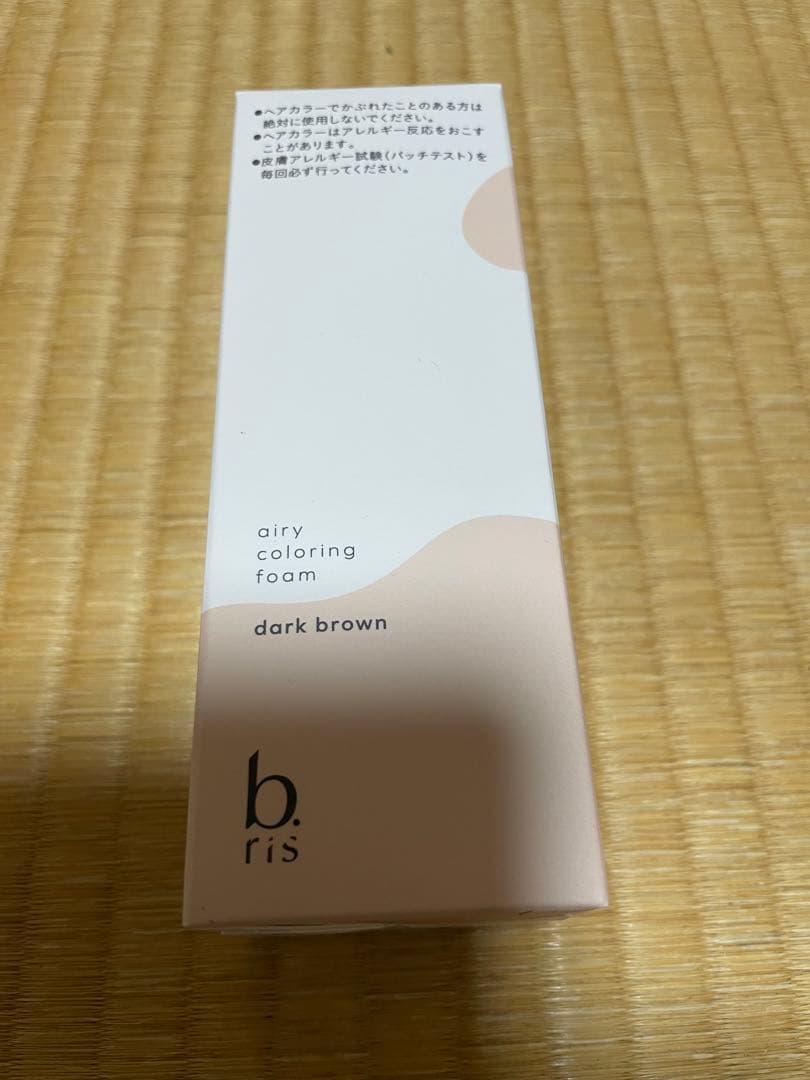 ●ヘアカラーでかぶれたことのある方は
絶対に使用しないでください。
●ヘアカラーはアレルギー反応をおこす
ことがあります。
●皮膚アレルギー試験(パッチテスト)を
毎回必ず行ってください。
airy
coloring
foam
dark brown
b.
ris